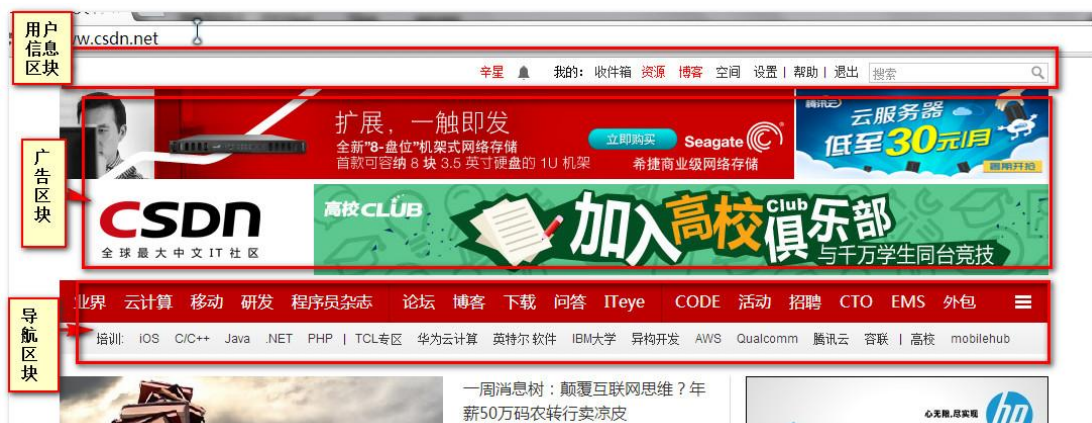 用户
信息
区块
w.csdn.net
辛星 我的: 收件箱 资源 博客 空间 设置 | 帮助 | 退出 搜索
广
告
区
块
扩展,一触即发
全新"8-盘位"机架式网络存储
首款可容纳 8 块 3.5 英寸硬盘的 1U 机架
立即购买
Seagate
希捷商业级网络存储
腾讯云
云服务器
低至30元/月
CSDN
全球最大中文IT社区
高校CLUB
加入高校Club俱乐部
与千万学生同台竞技
导
航
区
块
业界 云计算 移动 研发 程序员杂志 论坛 博客 下载 问答 ITeye CODE 活动 招聘 CTO EMS 外包
培训: iOS C/C++ Java .NET PHP | TCL专区 华为云计算 英特尔软件 IBM大学 异构开发 AWS Qualcomm 腾讯云 容联 | 高校 mobilehub
一周消息树:颠覆互联网思维?年
薪50万码农转行卖凉皮
心无限,尽实现
hp